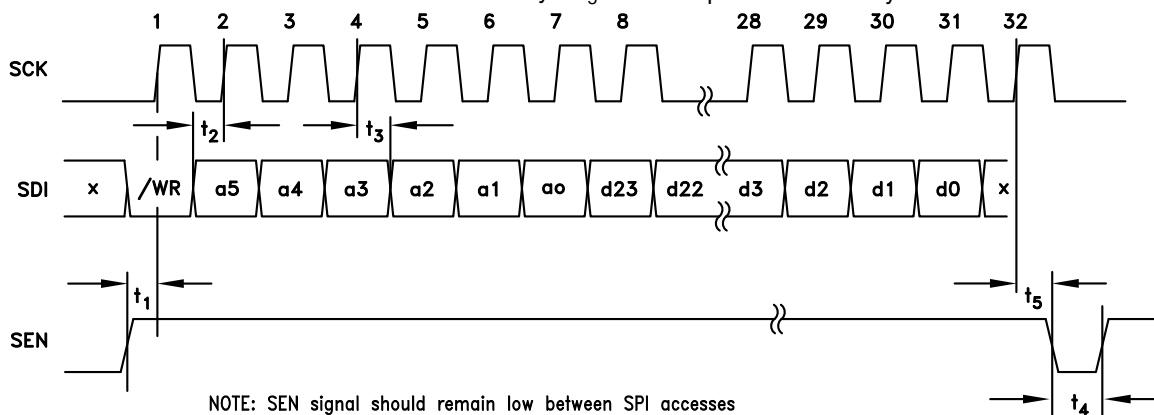 1 2 3 4 5 6 7 8 28 29 30 31 32
SCK
t2 t3
SDI x /WR a5 a4 a3 a2 a1 ao d23 d22 d3 d2 d1 d0 x
t1 t5
SEN
NOTE: SEN signal should remain low between SPI accesses
t4